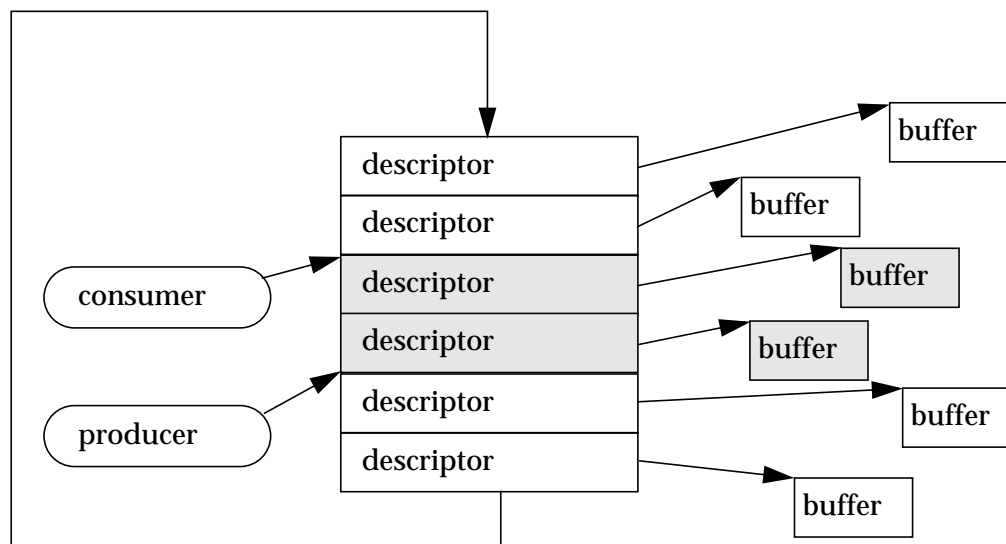 descriptor
buffer
descriptor
buffer
consumer
descriptor
buffer
descriptor
buffer
producer
descriptor
buffer
descriptor
buffer